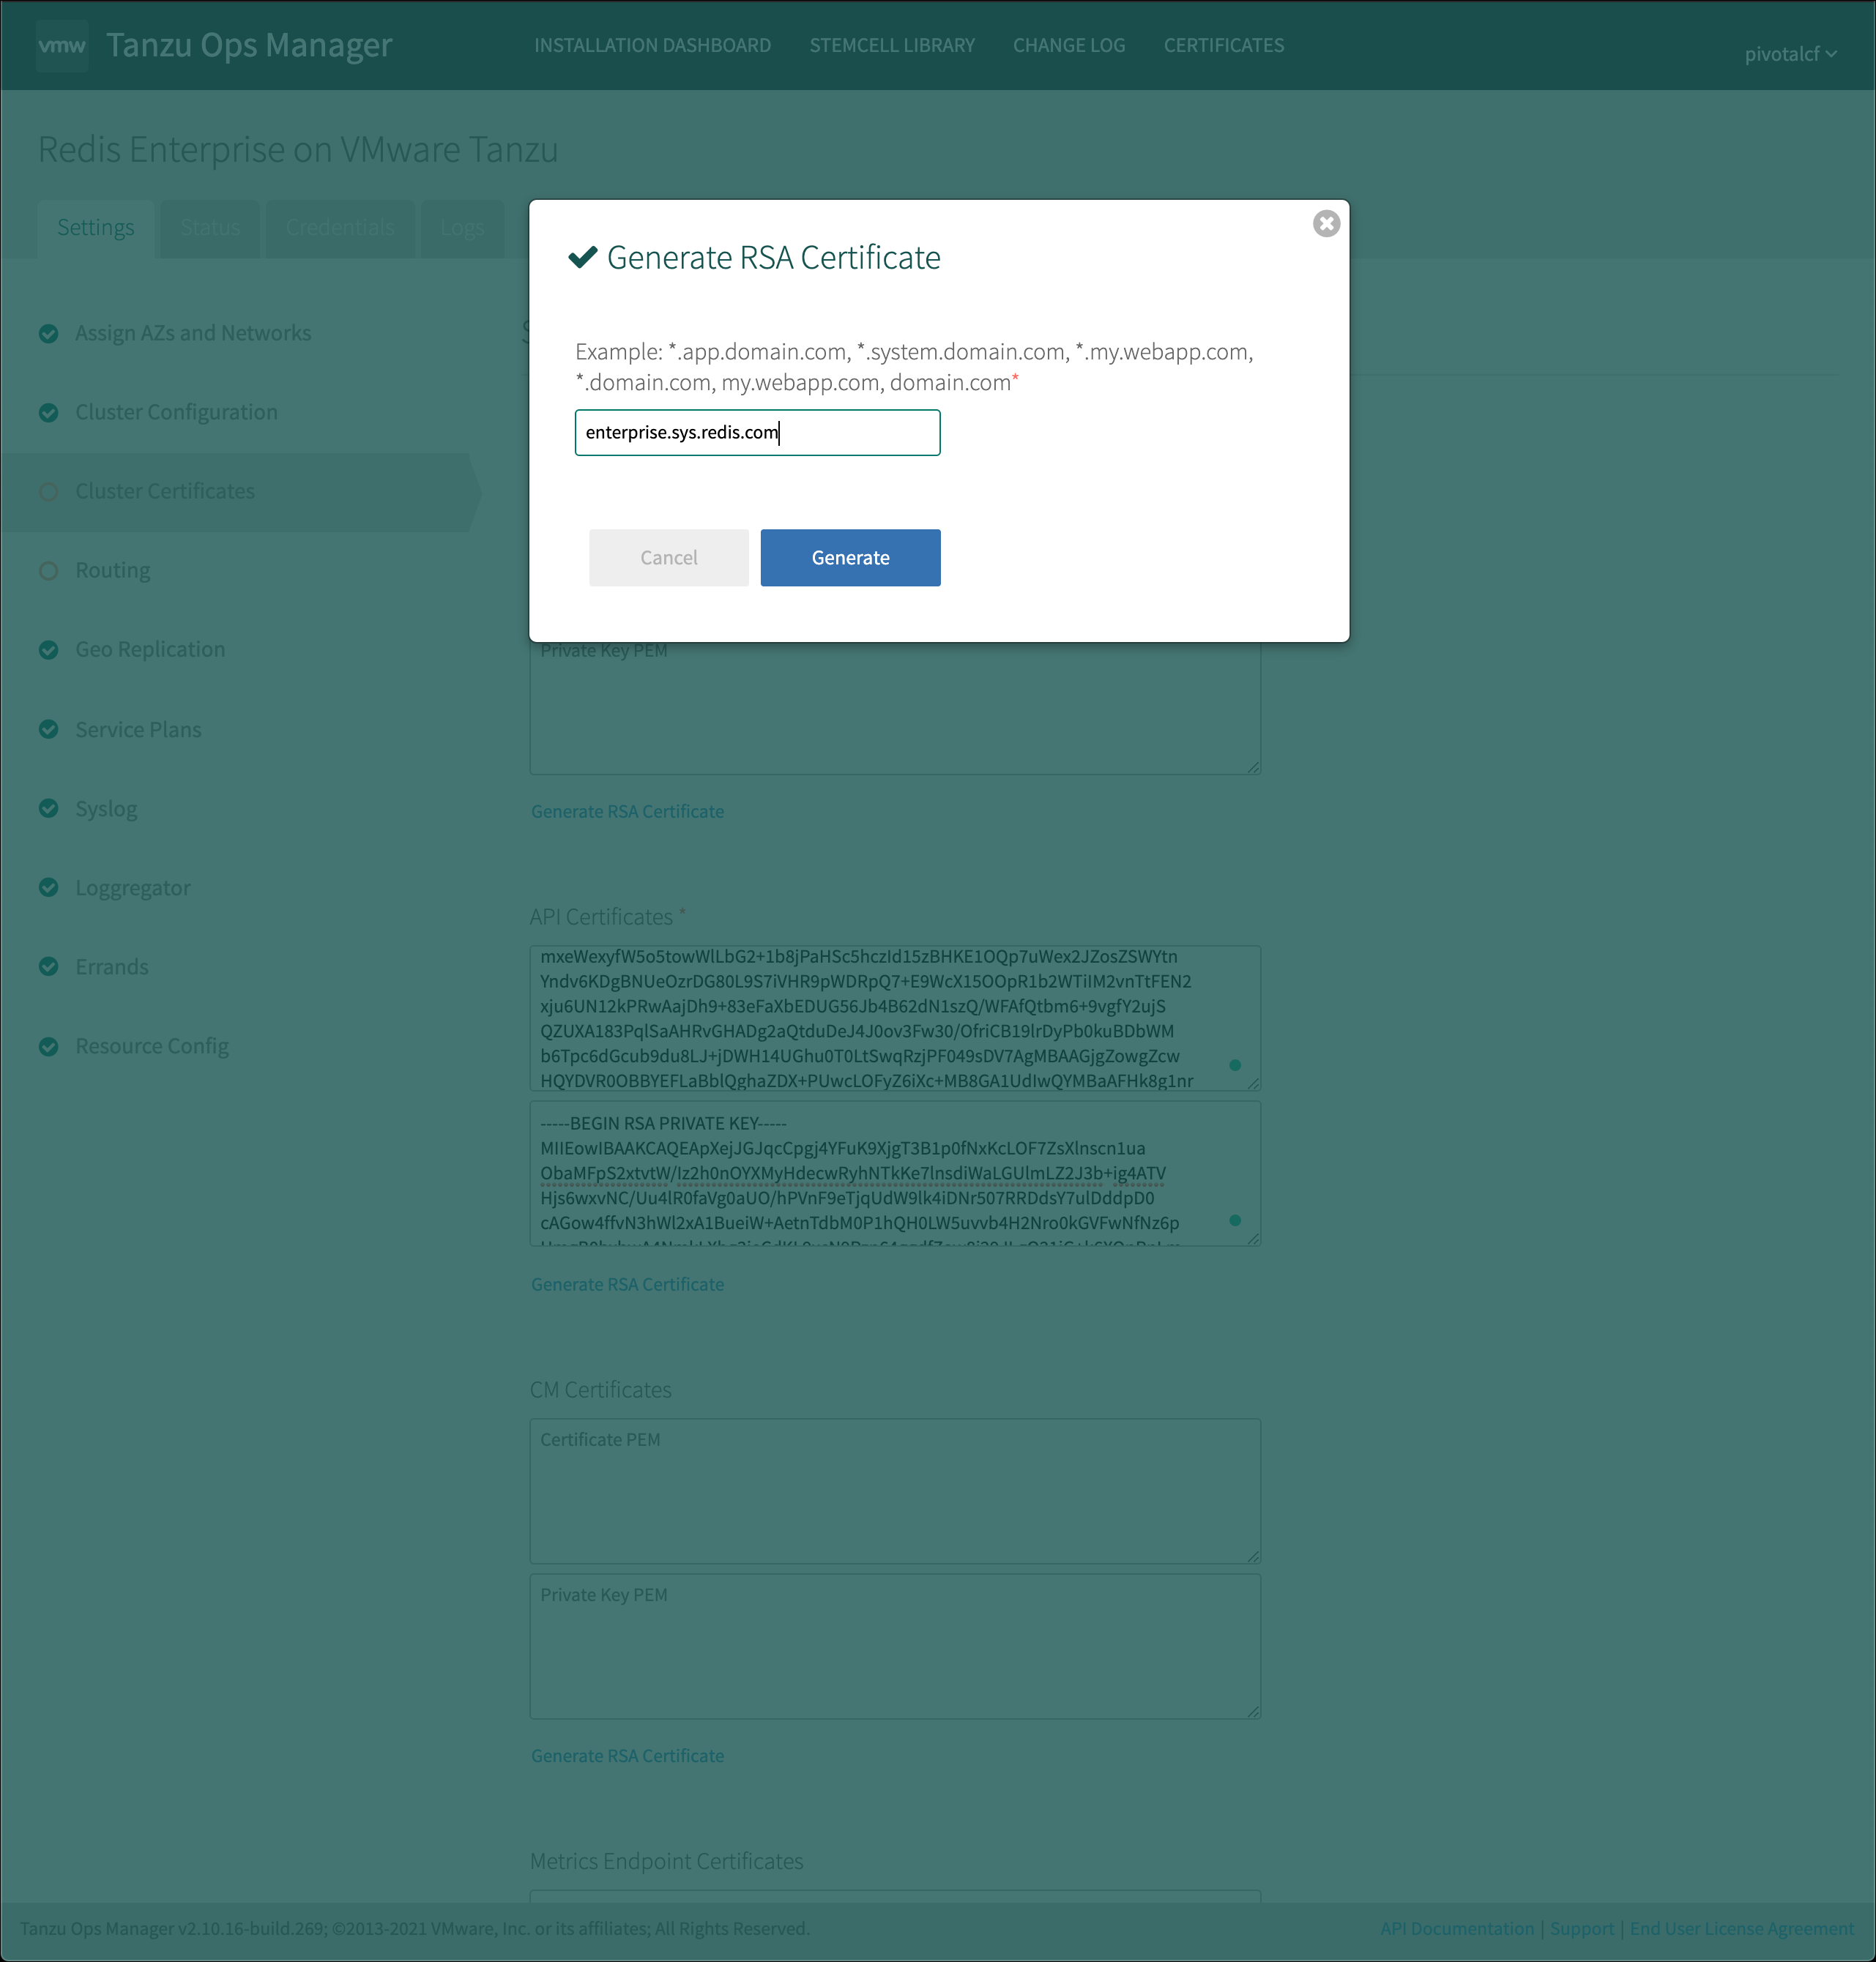 vmw Tanzu Ops Manager INSTALLATION DASHBOARD STEMCELL LIBRARY CHANGE LOG CERTIFICATES pivotalcf
Redis Enterprise on VMware Tanzu
Settings Status Credentials Logs
Generate RSA Certificate
Example: *.app.domain.com, *.system.domain.com, *.my.webapp.com,
*.domain.com, my.webapp.com, domain.com*
enterprise.sys.redis.com
Cancel Generate
Assign AZs and Networks
Cluster Configuration
Cluster Certificates
Routing
Geo Replication
Service Plans
Syslog
Loggregator
Errands
Resource Config
Private Key PEM
Generate RSA Certificate
API Certificates *
mxeWexyfW5o5towWlLbG2+1b8jPaHSc5hczId15zBHKE1OQp7uWex2JZosZSWYtn
Yndv6KDgBNUeOzrDG80L9S7iVHR9pWDRpQ7+E9WcX15OOpR1b2WTiIM2vnTtFEN2
xju6UN12kPRwAajDh9+83eFaXbEDUG56Jb4B62dN1szQ/WFAfQtbm6+9vgfY2ujS
QZUXA183PqlSaAHRvGHADg2aQtduDeJ4J0ov3Fw30/OfriCB19lrDyPb0kuBDbWM
b6Tpc6dGcub9du8LJ+jDWH14UGhu0T0LtSwqRzjPF049sDV7AgMBAAGjgZowgZcw
HQYDVR0OBBYEFLaBblQghaZDX+PUwcLOFyZ6iXc+MB8GA1UdIwQYMBaAFHk8g1nr
-----BEGIN RSA PRIVATE KEY-----
MIIEowIBAAKCAQEApXejJGJqcCpgj4YFuK9XjgT3B1p0fNxKcLOF7ZsXlnscn1ua
ObaMFpS2xtvtW/Iz2h0nOYXMyHdecwRyhNTkKe7lnsdiWaLGUlmLZ2J3b+ig4ATV
Hjs6wxvNC/Uu4lR0faVg0aUO/hPVnF9eTjqUdW9lk4iDNr507RRDdsY7ulDddpD0
cAGow4ffvN3hWl2xA1BueiW+AetnTdbM0P1hQH0LW5uvvb4H2Nro0kGVFwNfNz6p
Generate RSA Certificate
CM Certificates
Certificate PEM
Private Key PEM
Generate RSA Certificate
Metrics Endpoint Certificates
Tanzu Ops Manager v2.10.16-build.269; ©2013-2021 VMware, Inc. or its affiliates; All Rights Reserved. API Documentation | Support | End User License Agreement